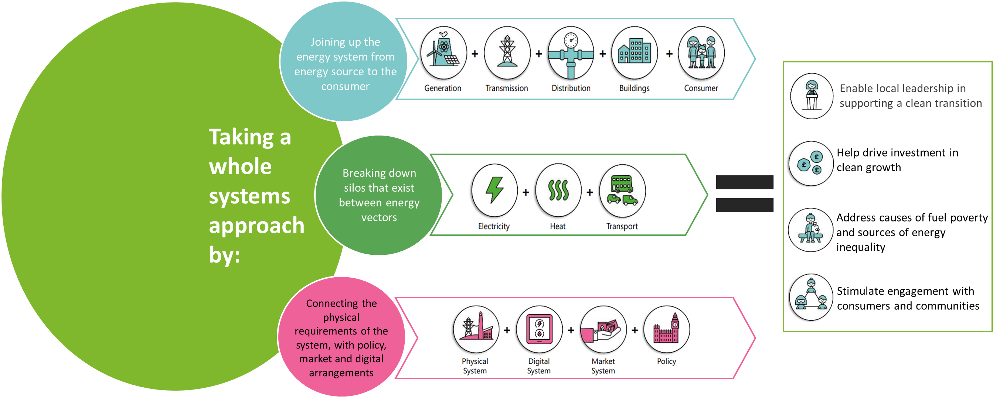 Taking a
whole
systems
approach
by:
Joining up the
energy system from
energy source to the
consumer
+
+
+
+
Generation
Transmission
Distribution
Buildings
Consumer
Breaking down
silos that exist
between energy
vectors
+
+
Electricity
Heat
Transport
Connecting the
physical
requirements of the
system, with policy,
market and digital
arrangements
+
+
+
Physical
System
Digital
System
Market
System
Policy
Enable local leadership in
supporting a clean transition
£
£
£
Help drive investment in
clean growth
Address causes of fuel poverty
and sources of energy
inequality
Stimulate engagement with
consumers and communities